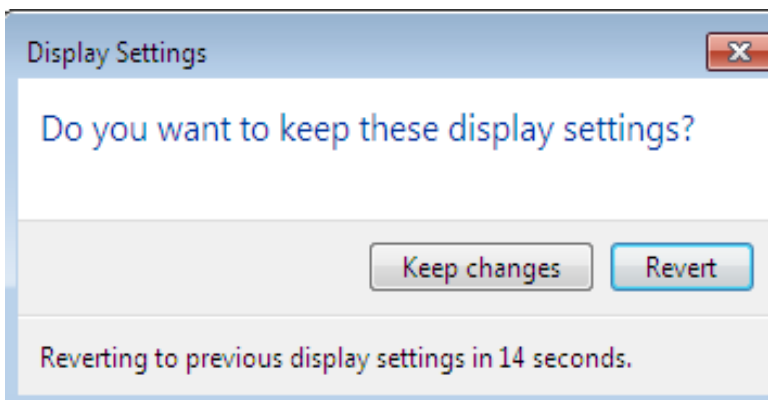 Display Settings
Do you want to keep these display settings?
Keep changes Revert
Reverting to previous display settings in 14 seconds.